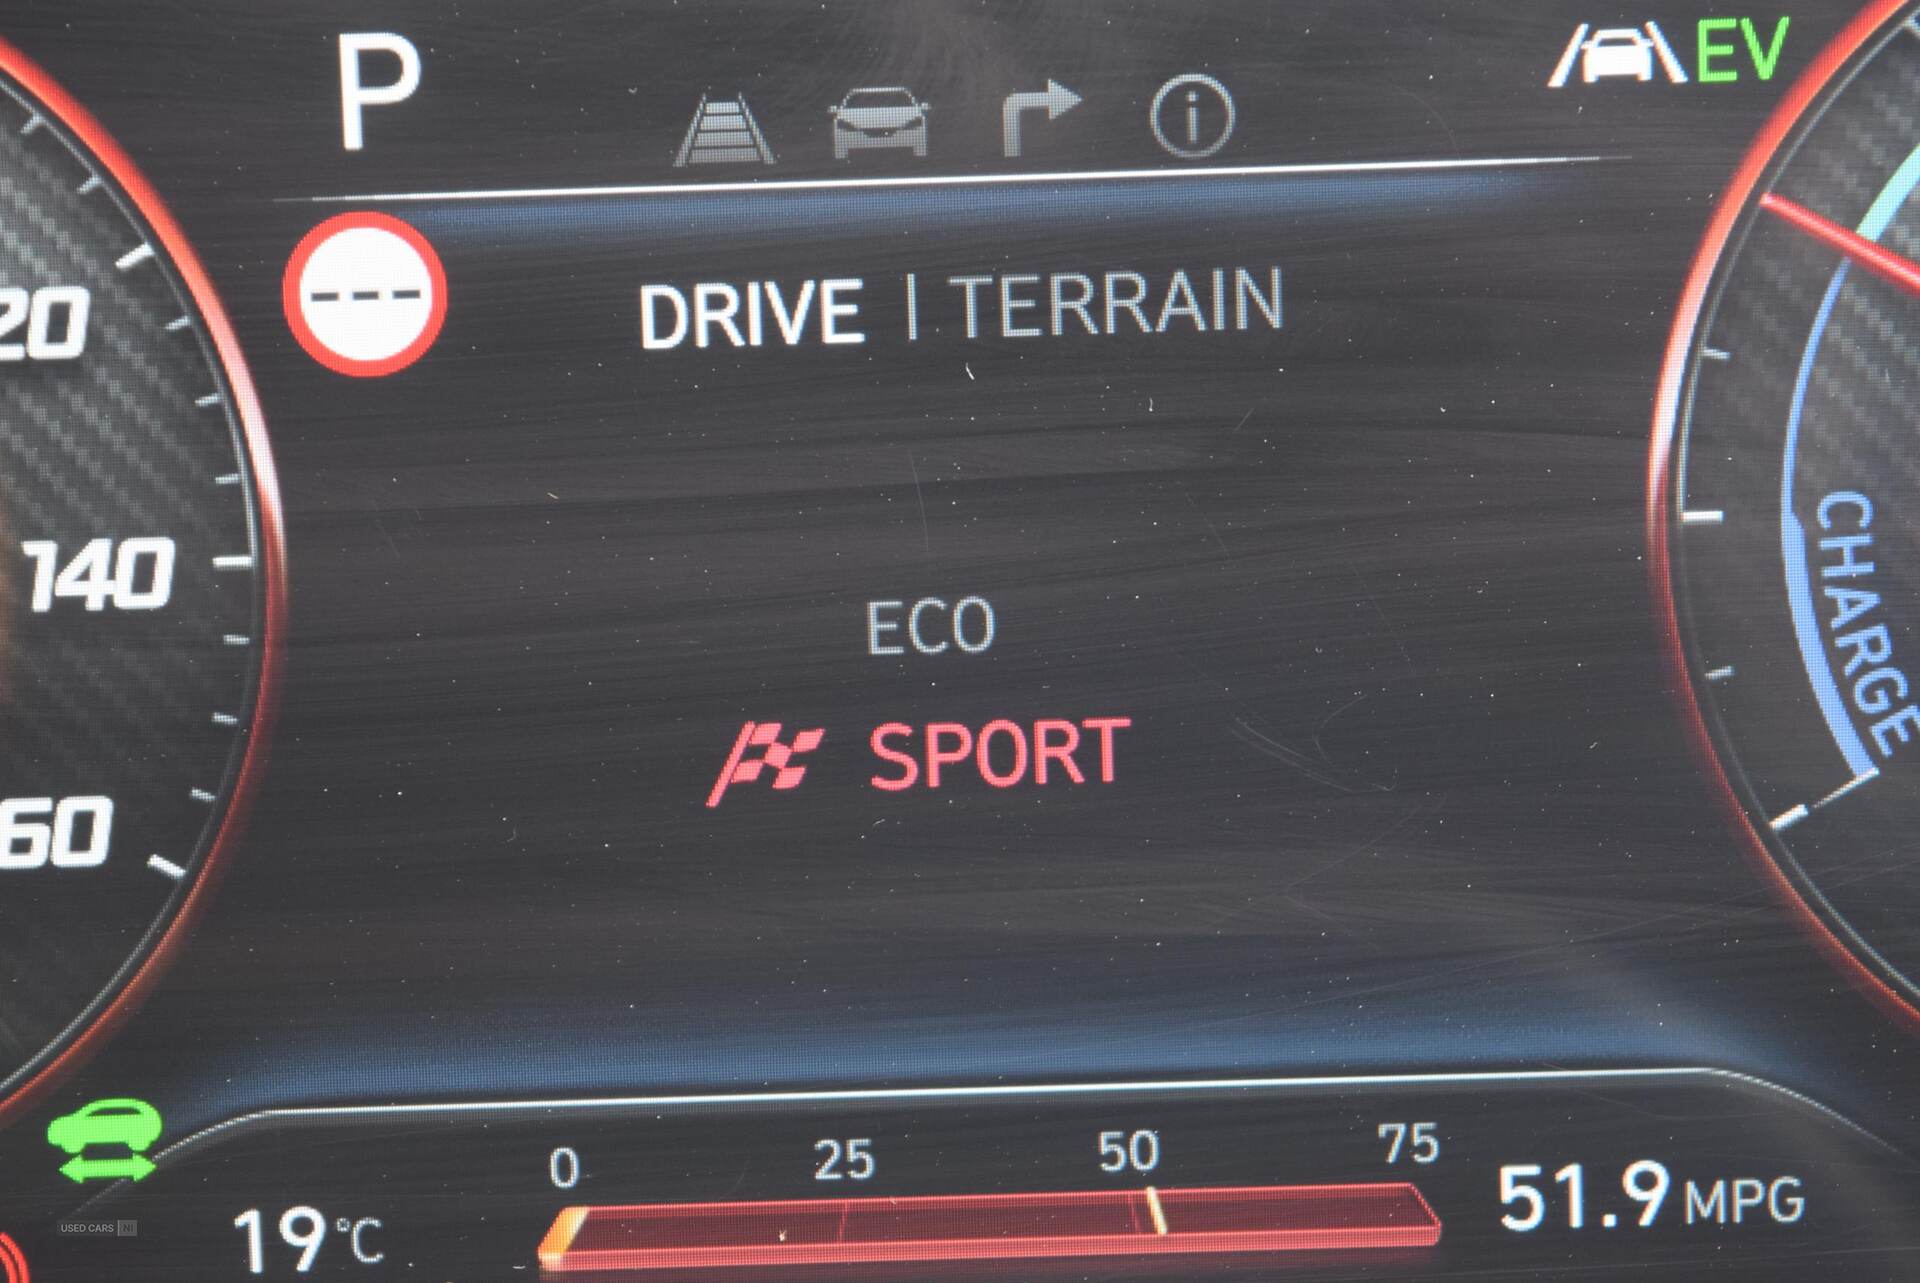 P
EV
---
DRIVE | TERRAIN
20
140
60
ECO
SPORT
CHARGE
0 25 50 75
19°C
51.9 MPG
USED CARS NI